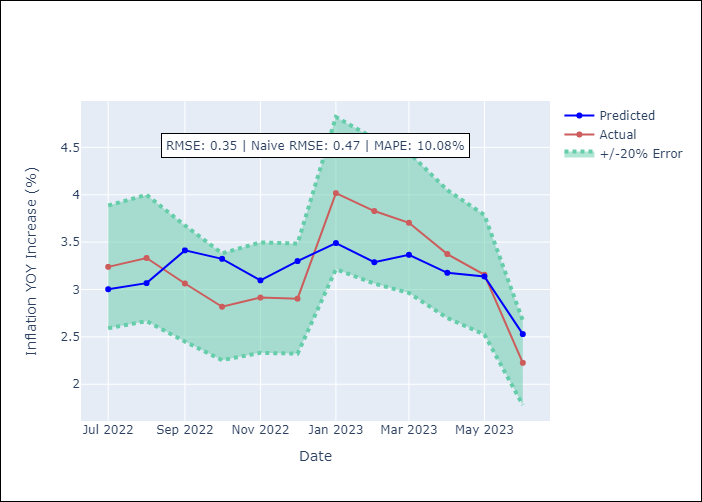 RMSE: 0.35 | Naive RMSE: 0.47 | MAPE: 10.08%
Predicted
Actual
+/-20% Error
Inflation YOY Increase (%)
4.5
4
3.5
3
2.5
2
Jul 2022 Sep 2022 Nov 2022 Jan 2023 Mar 2023 May 2023
Date